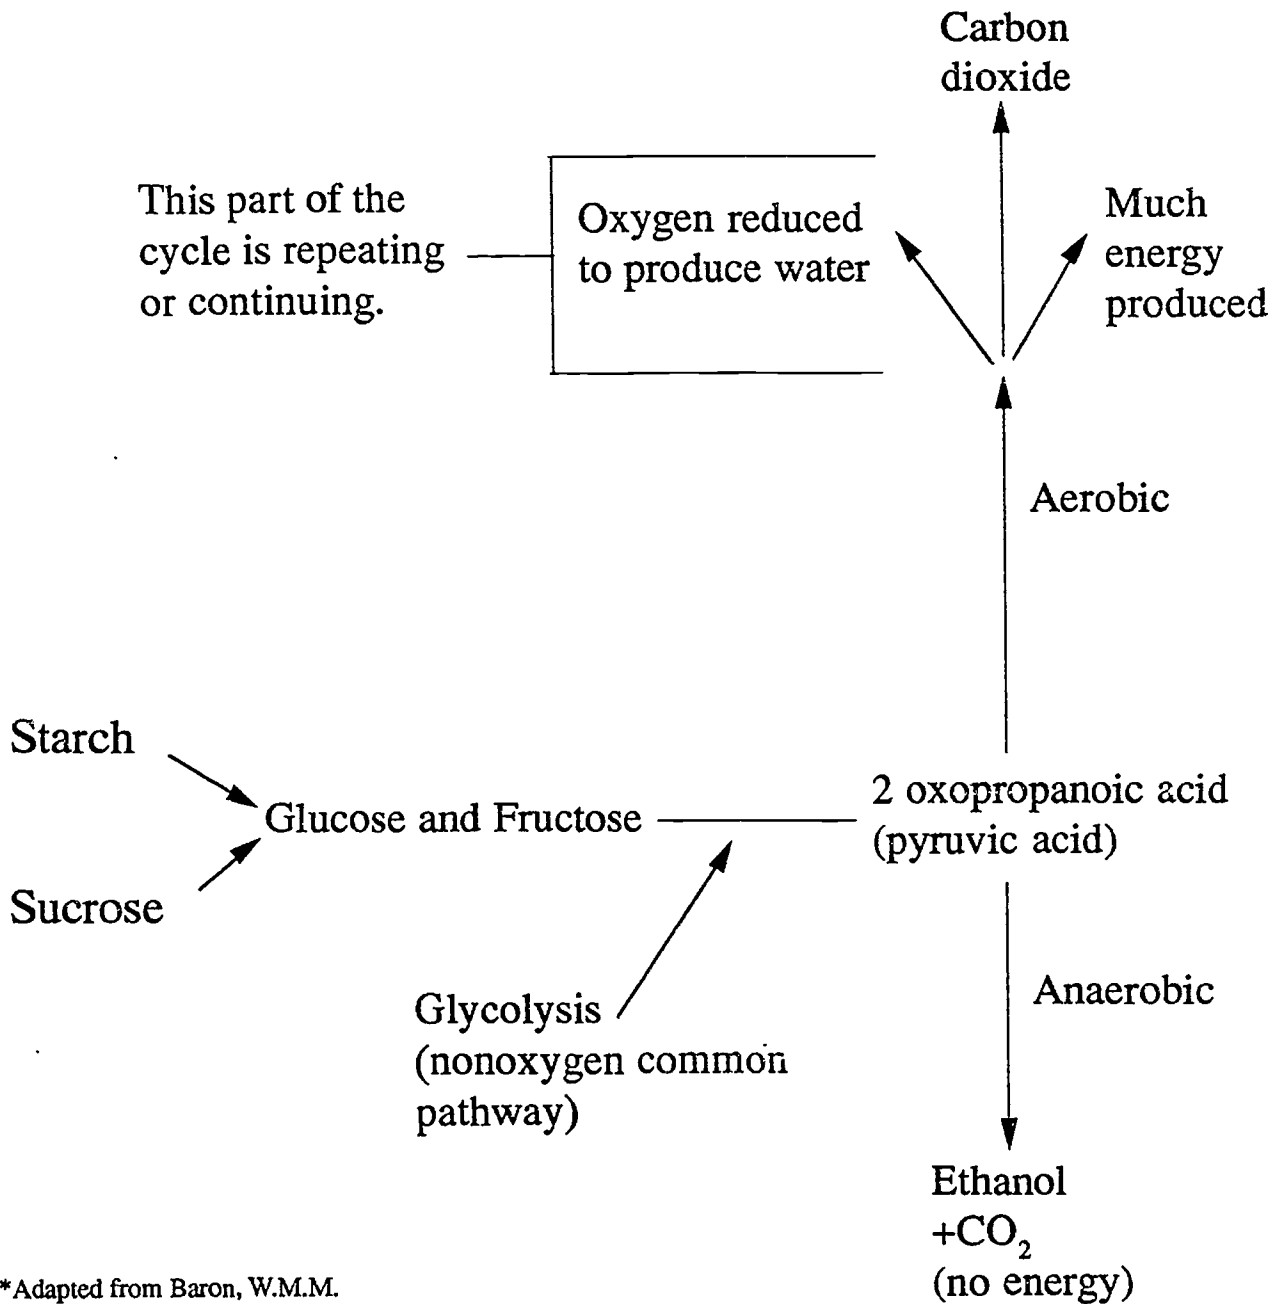 Carbon
dioxide
This part of the
cycle is repeating
or continuing.
Oxygen reduced
to produce water
Much
energy
produced
Aerobic
Starch
Glucose and Fructose
2 oxopropanoic acid
(pyruvic acid)
Sucrose
Glycolysis
(nonoxygen common
pathway)
Anaerobic
Ethanol
+CO₂
(no energy)
*Adapted from Baron, W.M.M.